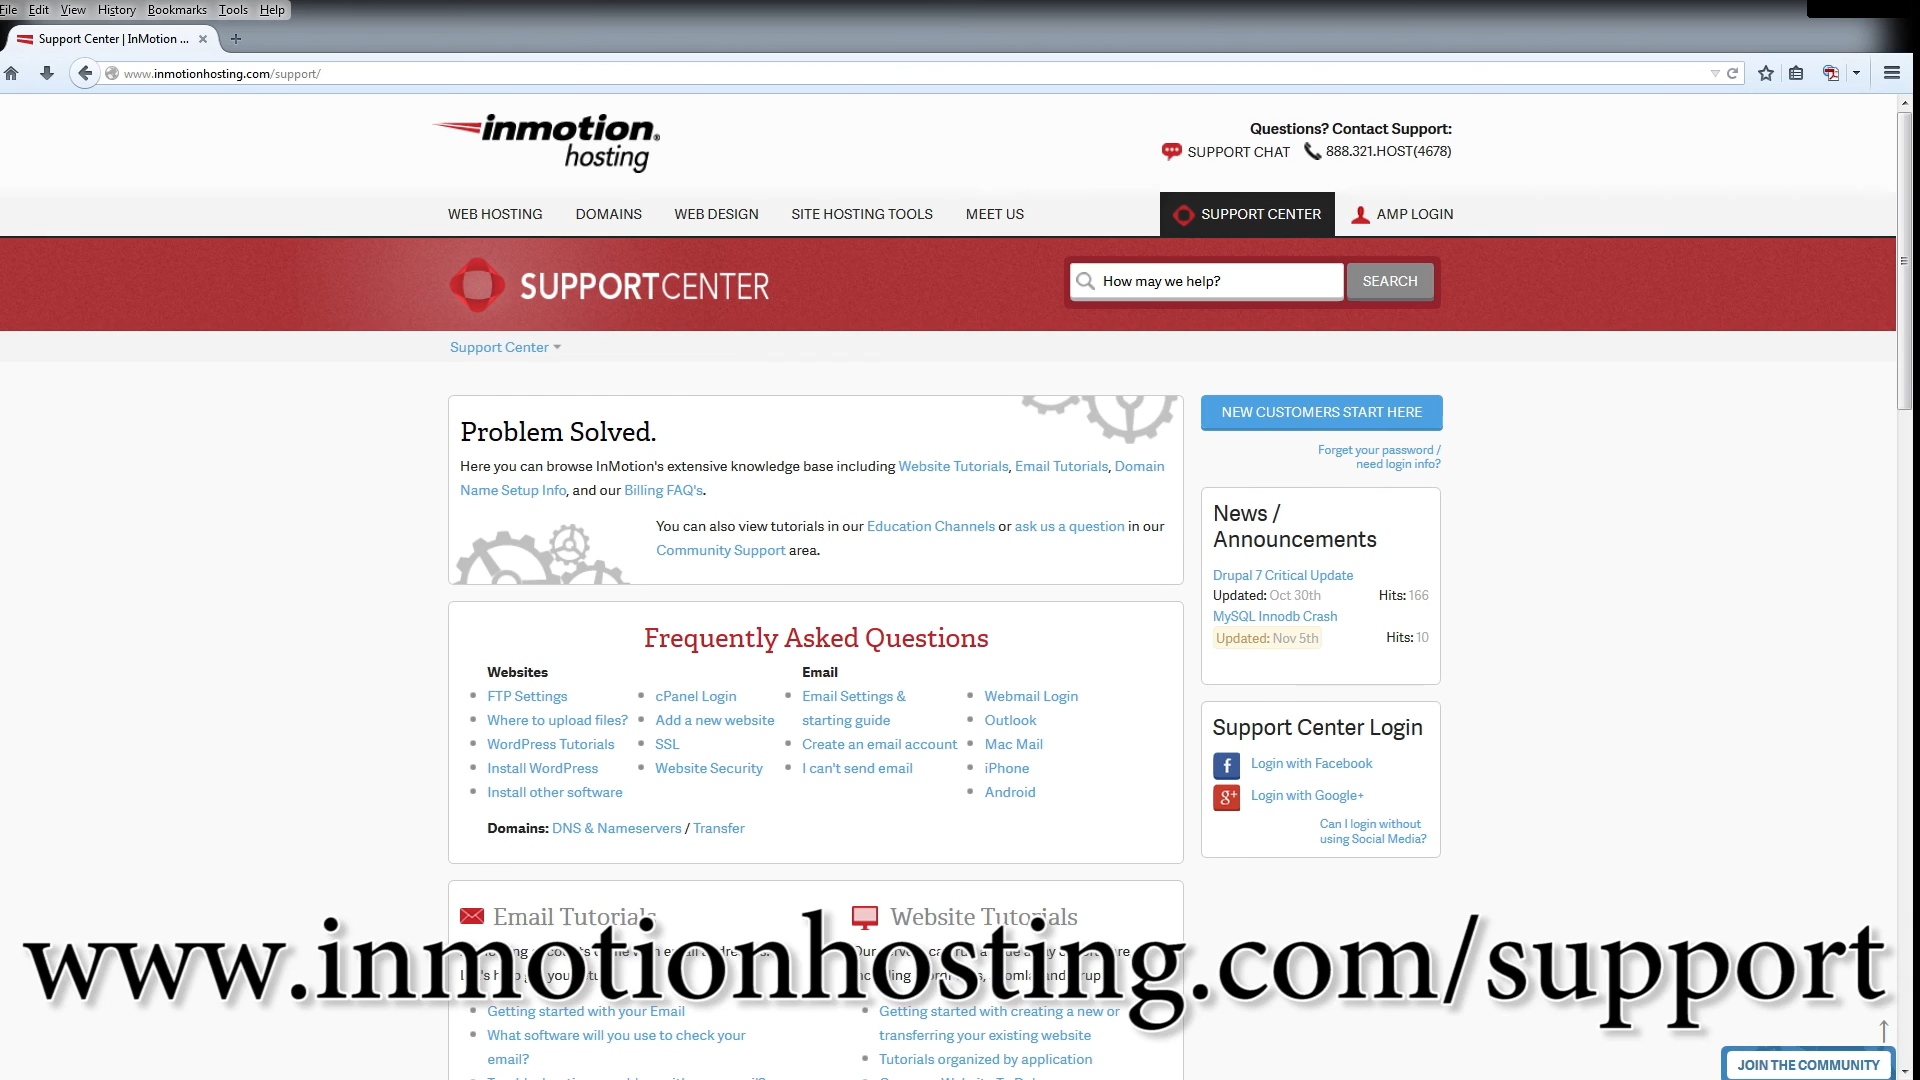 File Edit View History Bookmarks Tools Help
Support Center | InMotion ...
www.inmotionhosting.com/support/
inmotion
hosting
Questions? Contact Support:
SUPPORT CHAT 888.321.HOST(4678)
WEB HOSTING DOMAINS WEB DESIGN SITE HOSTING TOOLS MEET US SUPPORT CENTER AMP LOGIN
SUPPORTCENTER
How may we help? SEARCH
Support Center
Problem Solved.
Here you can browse InMotion's extensive knowledge base including Website Tutorials, Email Tutorials, Domain
Name Setup Info, and our Billing FAQ's.
You can also view tutorials in our Education Channels or ask us a question in our
Community Support area.
NEW CUSTOMERS START HERE
Forget your password /
need login info?
News /
Announcements
Drupal 7 Critical Update
Updated: Oct 30th Hits: 166
MySQL Innodb Crash
Updated: Nov 5th Hits: 10
Frequently Asked Questions
Websites
FTP Settings
Where to upload files?
WordPress Tutorials
Install WordPress
Install other software
cPanel Login
Add a new website
SSL
Website Security
Email
Email Settings &
starting guide
Create an email account
I can't send email
Webmail Login
Outlook
Mac Mail
iPhone
Android
Domains: DNS & Nameservers / Transfer
Support Center Login
Login with Facebook
Login with Google+
Can I login without
using Social Media?
Email Tutorials
Website Tutorials
www.inmotionhosting.com/support
Getting started with your Email
What software will you use to check your
email?
Getting started with creating a new or
transferring your existing website
Tutorials organized by application
JOIN THE COMMUNITY